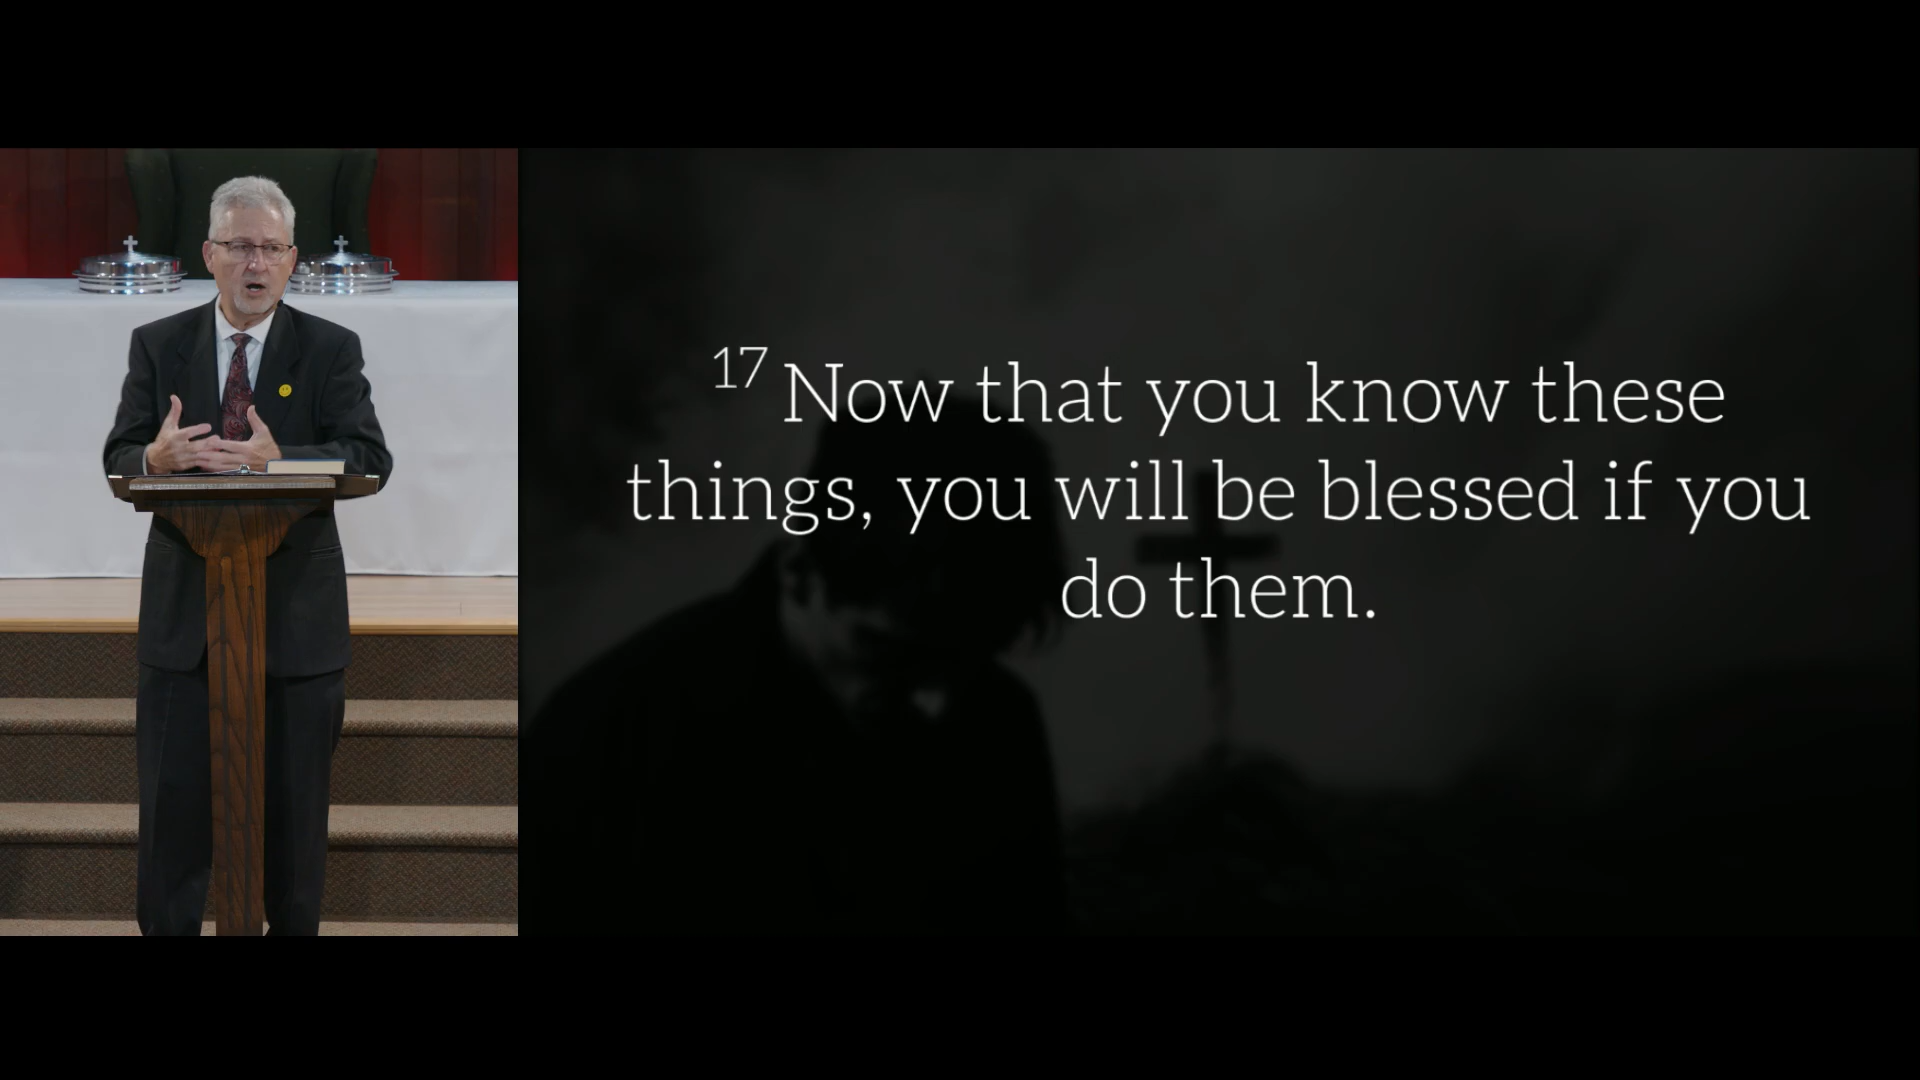 17 Now that you know these
things, you will be blessed if you
do them.